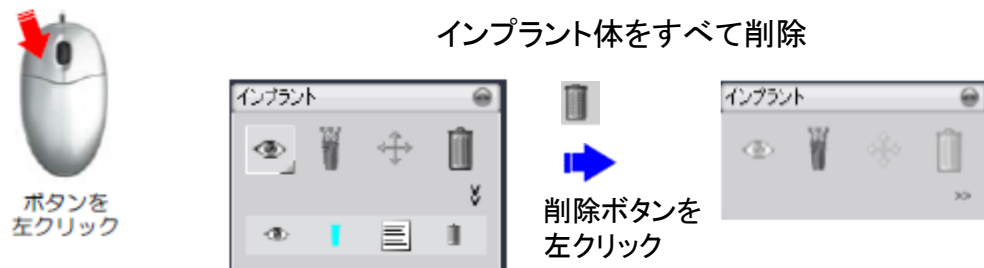 インプラント体をすべて削除
インプラント
インプラント
>>
ボタンを
左クリック
削除ボタンを
左クリック